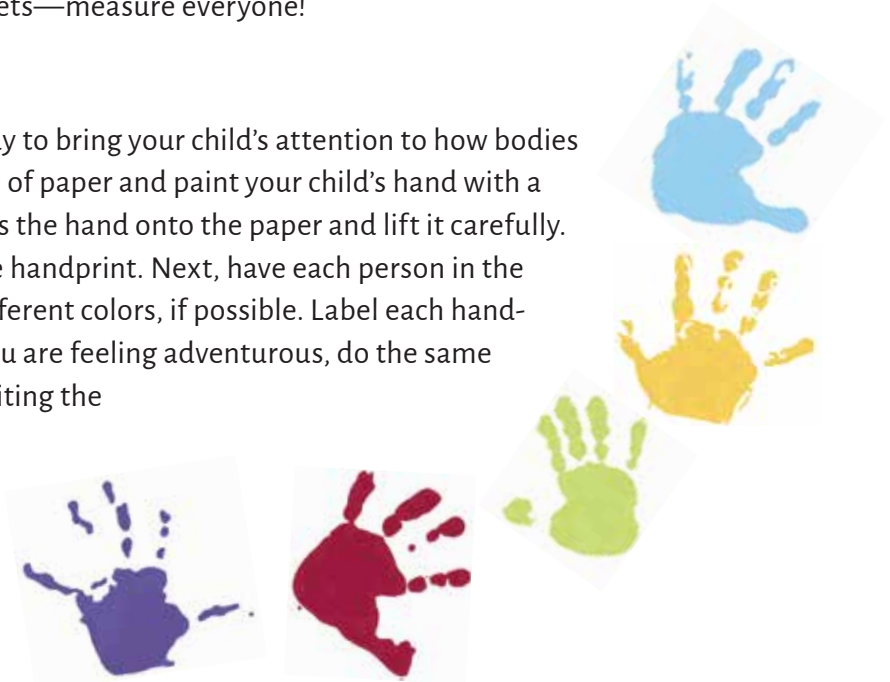 ets—measure everyone!
y to bring your child's attention to how bodies
of paper and paint your child's hand with a
s the hand onto the paper and lift it carefully.
e handprint. Next, have each person in the
fferent colors, if possible. Label each hand-
u are feeling adventurous, do the same
iting the